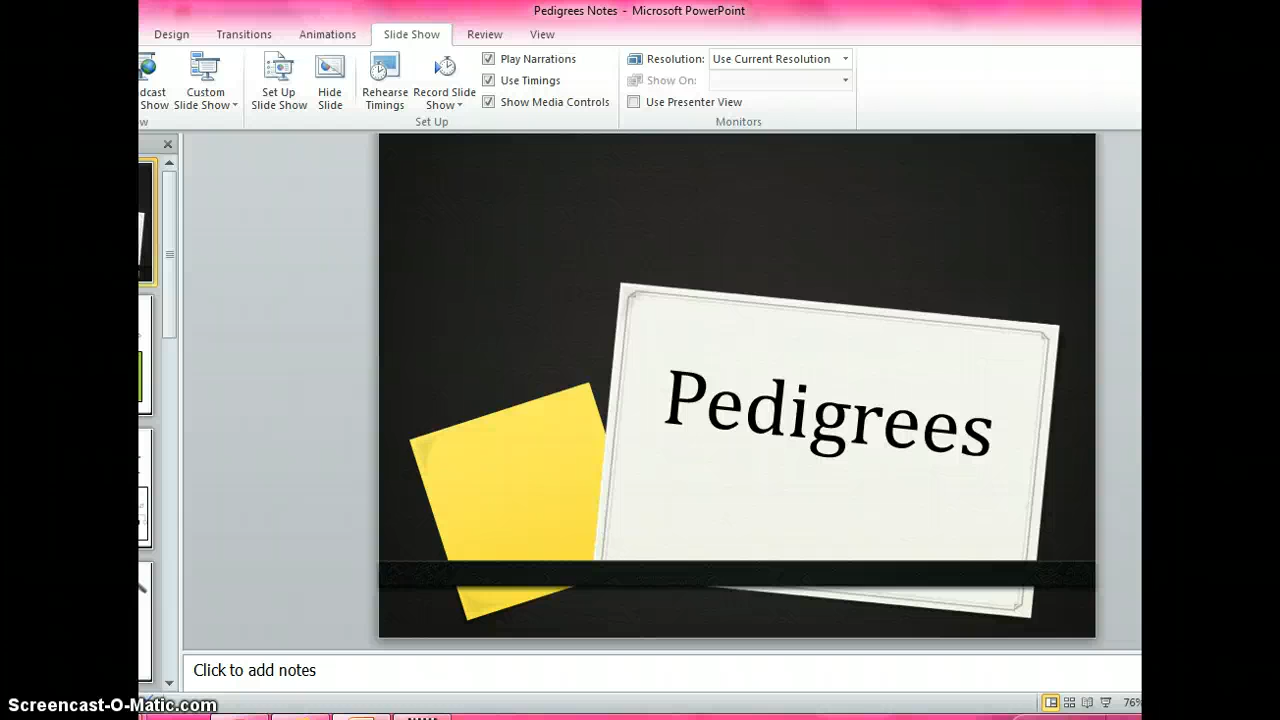 Pedigrees Notes - Microsoft PowerPoint
Design Transitions Animations Slide Show Review View
Play Narrations
Use Timings
Show Media Controls
Resolution: Use Current Resolution
Show On:
Use Presenter View
dcast Show
Custom Slide Show
Set Up Slide Show
Hide Slide
Rehearse Timings
Record Slide Show
w
Set Up
Monitors
Pedigrees
Click to add notes
76%
Screencast-O-Matic.com